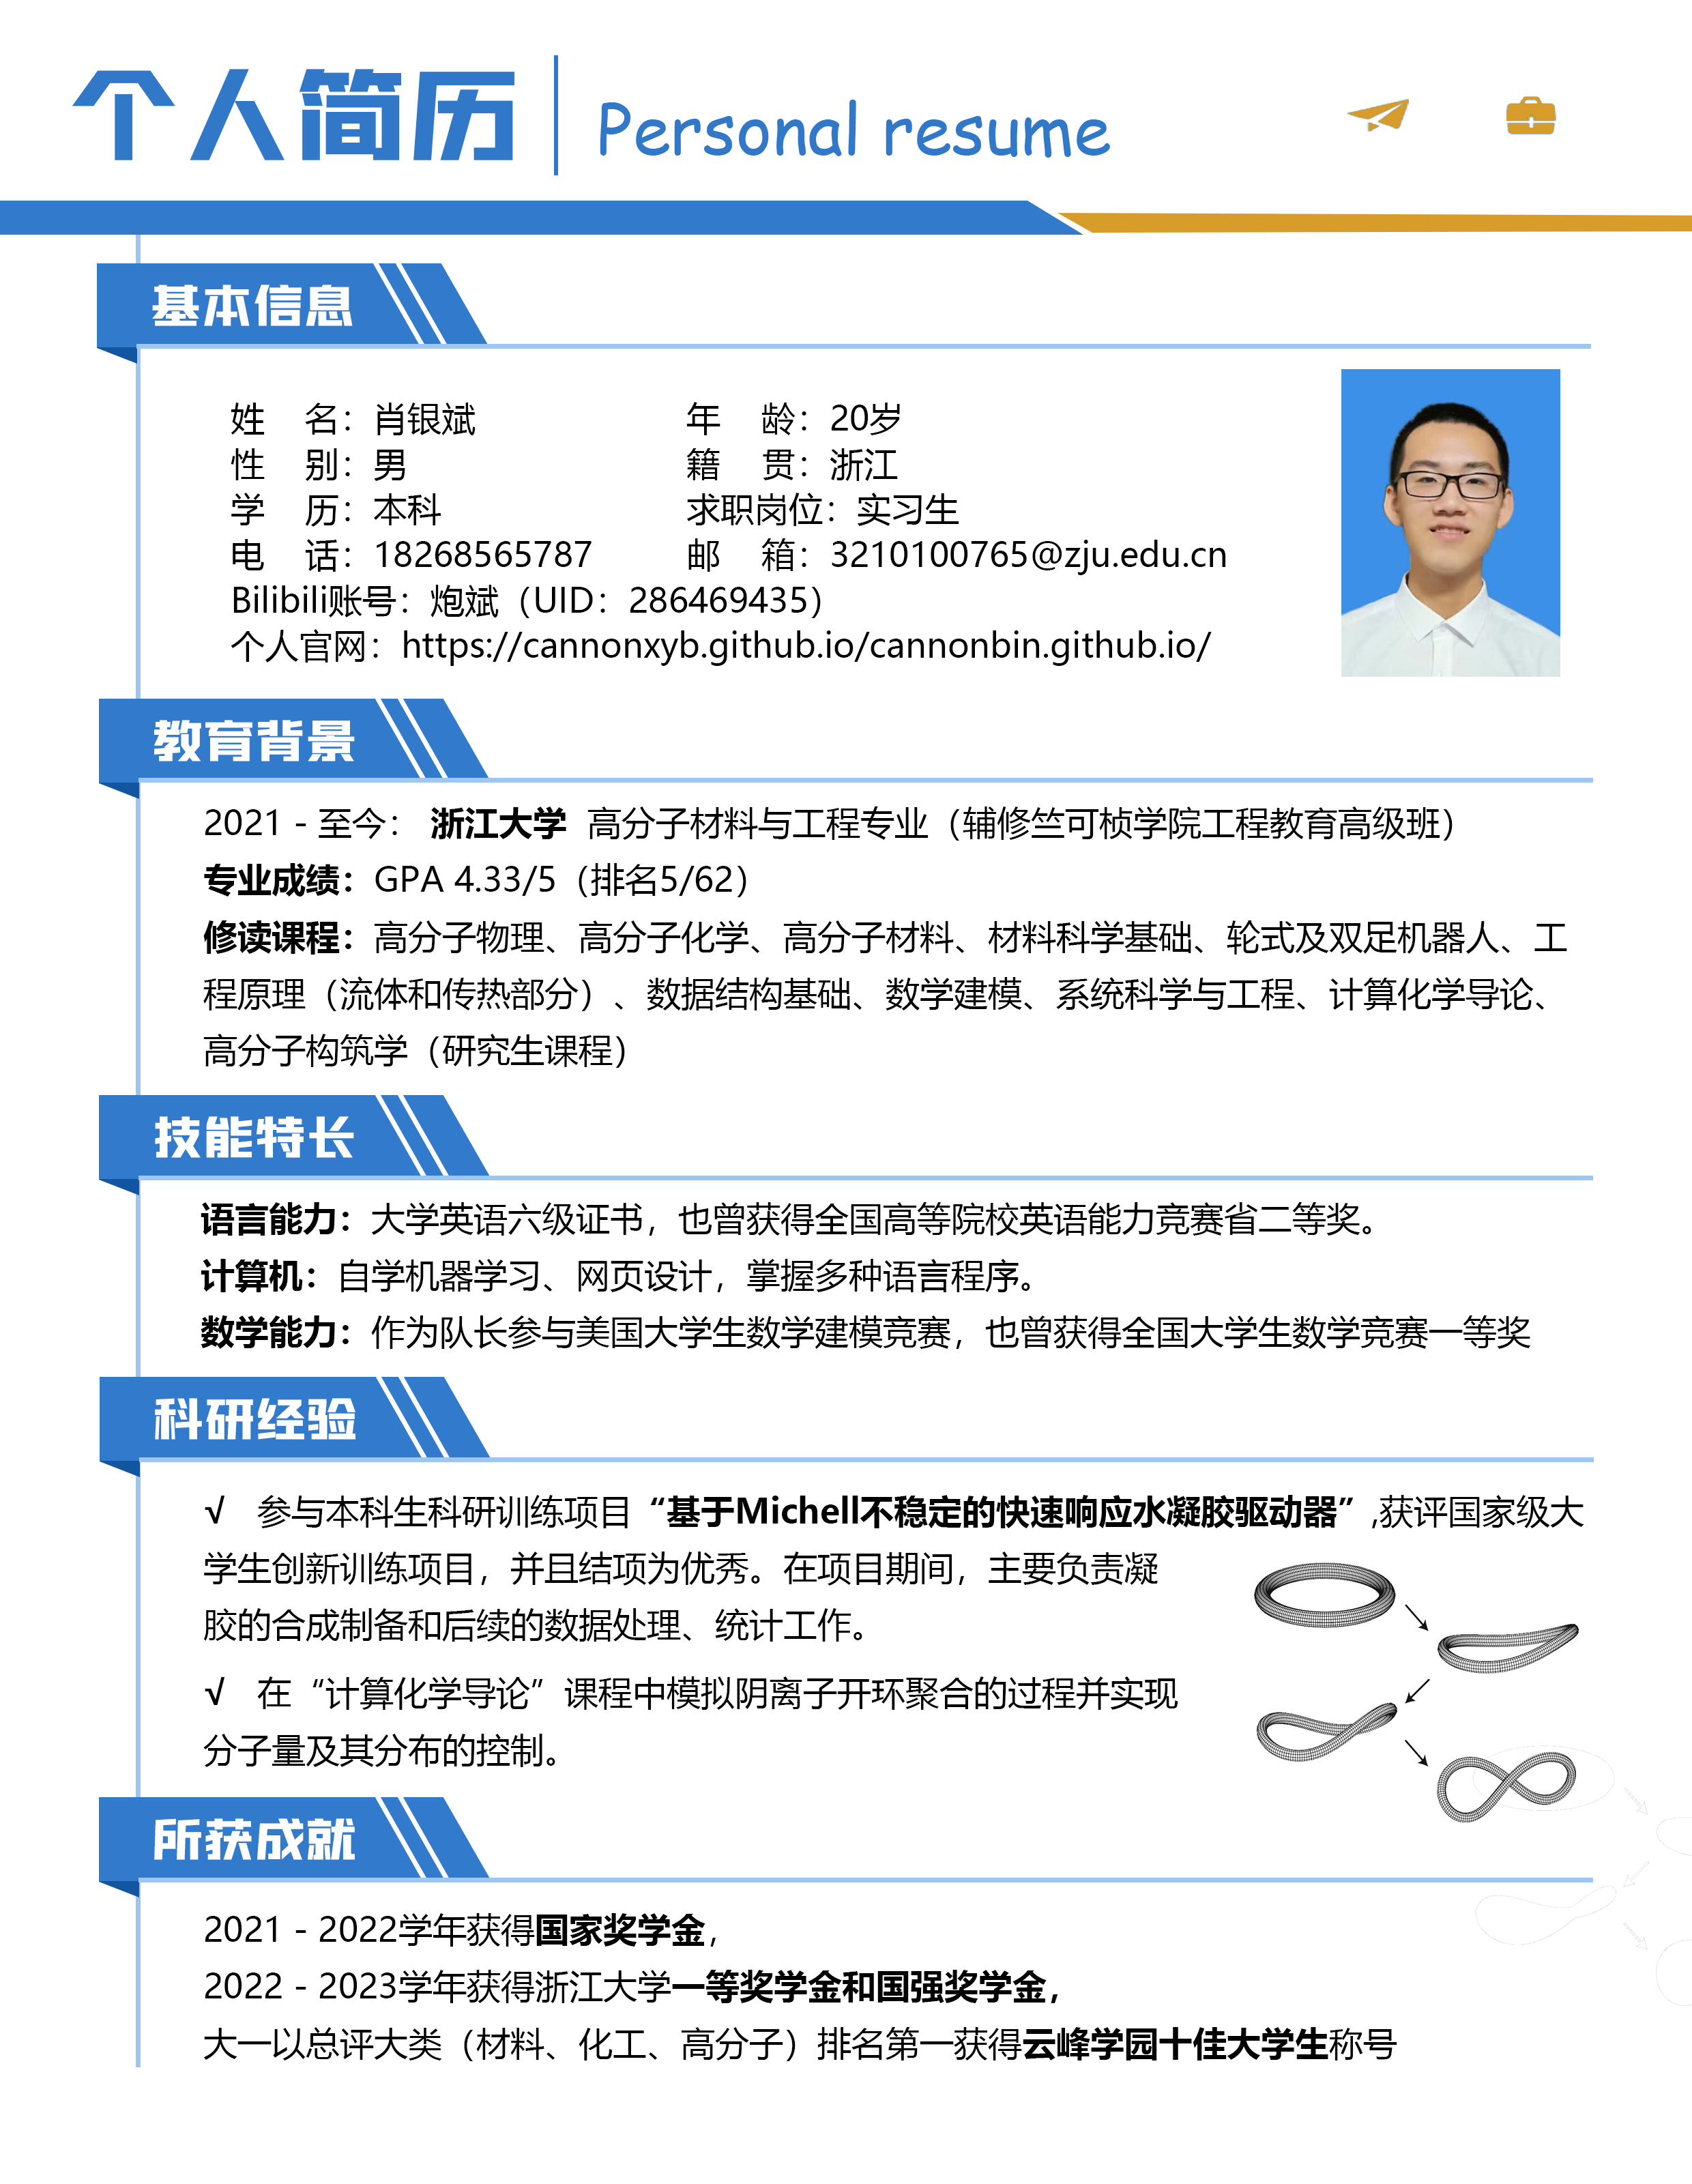 个人简历 Personal resume
基本信息
姓 名：肖银斌 年 龄：20岁
性 别：男 籍 贯：浙江
学 历：本科 求职岗位：实习生
电 话：18268565787 邮 箱：3210100765@zju.edu.cn
Bilibili账号：炮斌（UID：286469435）
个人官网：https://cannonxyb.github.io/cannonbin.github.io/
教育背景
2021 - 至今： 浙江大学 高分子材料与工程专业（辅修竺可桢学院工程教育高级班）
专业成绩：GPA 4.33/5（排名5/62）
修读课程：高分子物理、高分子化学、高分子材料、材料科学基础、轮式及双足机器人、工
程原理（流体和传热部分）、数据结构基础、数学建模、系统科学与工程、计算化学导论、
高分子构筑学（研究生课程）
技能特长
语言能力：大学英语六级证书，也曾获得全国高等院校英语能力竞赛省二等奖。
计算机：自学机器学习、网页设计，掌握多种语言程序。
数学能力：作为队长参与美国大学生数学建模竞赛，也曾获得全国大学生数学竞赛一等奖
科研经验
√ 参与本科生科研训练项目“基于Michell不稳定的快速响应水凝胶驱动器”,获评国家级大
学生创新训练项目，并且结项为优秀。在项目期间，主要负责凝
胶的合成制备和后续的数据处理、统计工作。
√ 在“计算化学导论”课程中模拟阴离子开环聚合的过程并实现
分子量及其分布的控制。
所获成就
2021 - 2022学年获得国家奖学金，
2022 - 2023学年获得浙江大学一等奖学金和国强奖学金，
大一以总评大类（材料、化工、高分子）排名第一获得云峰学园十佳大学生称号